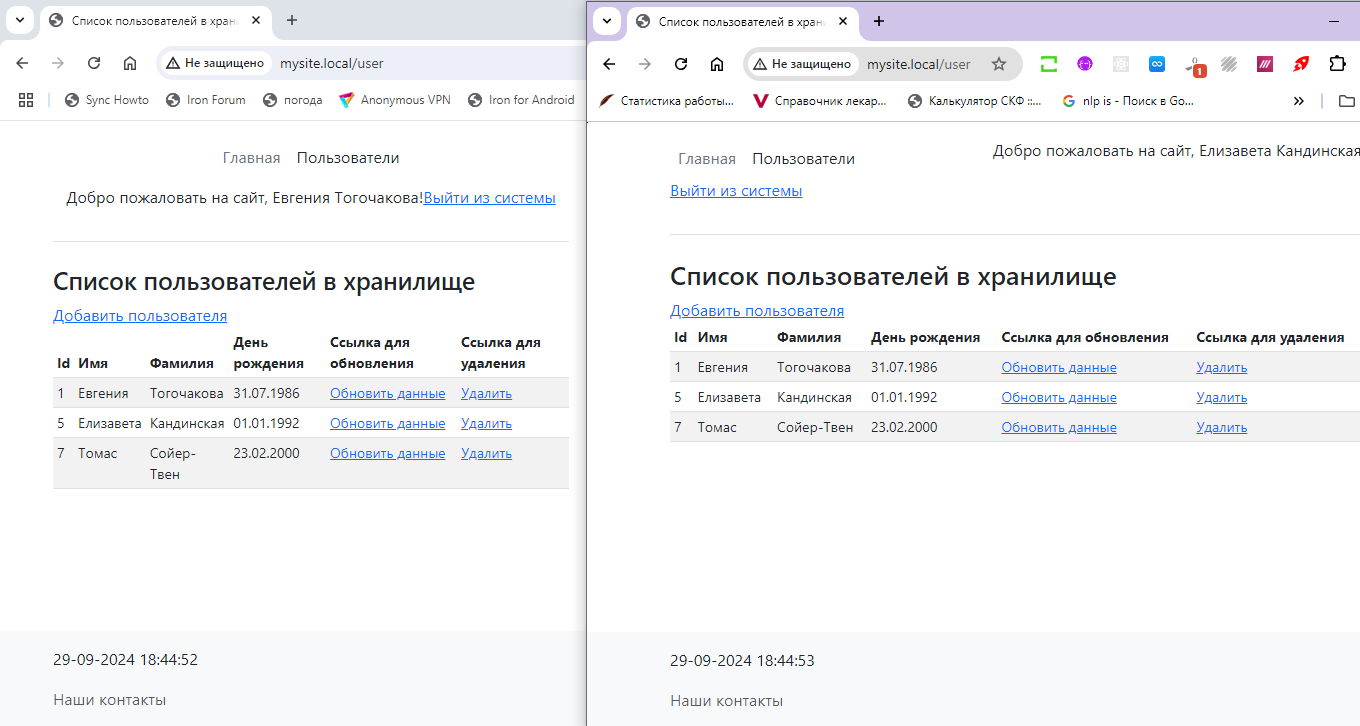 Список пользователей в хран
Не защищено mysite.local/user
Sync Howto Iron Forum погода Anonymous VPN Iron for Android
Главная Пользователи
Добро пожаловать на сайт, Евгения Тогочакова!Выйти из системы
Список пользователей в хранилище
Добавить пользователя
Id Имя Фамилия День рождения Ссылка для обновления Ссылка для удаления
1 Евгения Тогочакова 31.07.1986 Обновить данные Удалить
5 Елизавета Кандинская 01.01.1992 Обновить данные Удалить
7 Томас Сойер-Твен 23.02.2000 Обновить данные Удалить
29-09-2024 18:44:52
Наши контакты
Список пользователей в хран
Не защищено mysite.local/user
1
Статистика работы... Справочник лекар... Калькулятор СКФ ::... nlp is - Поиск в Go...
Главная Пользователи
Добро пожаловать на сайт, Елизавета Кандинская
Выйти из системы
Список пользователей в хранилище
Добавить пользователя
Id Имя Фамилия День рождения Ссылка для обновления Ссылка для удаления
1 Евгения Тогочакова 31.07.1986 Обновить данные Удалить
5 Елизавета Кандинская 01.01.1992 Обновить данные Удалить
7 Томас Сойер-Твен 23.02.2000 Обновить данные Удалить
29-09-2024 18:44:53
Наши контакты